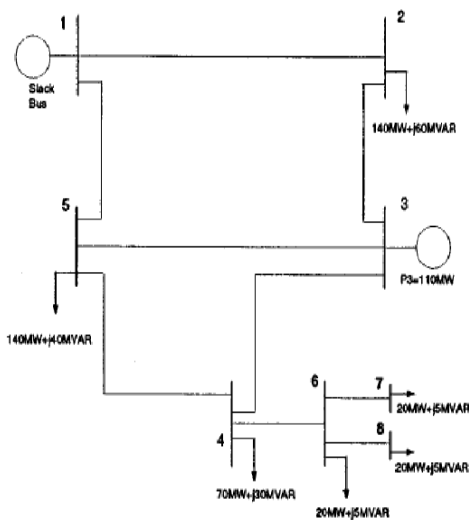 1
2
Slack
Bus
140MW+j60MVAR
5
3
P3=110MW
140MW+j40MVAR
6
7
20MW+j5MVAR
8
4
20MW+j5MVAR
70MW+j30MVAR
20MW+j5MVAR